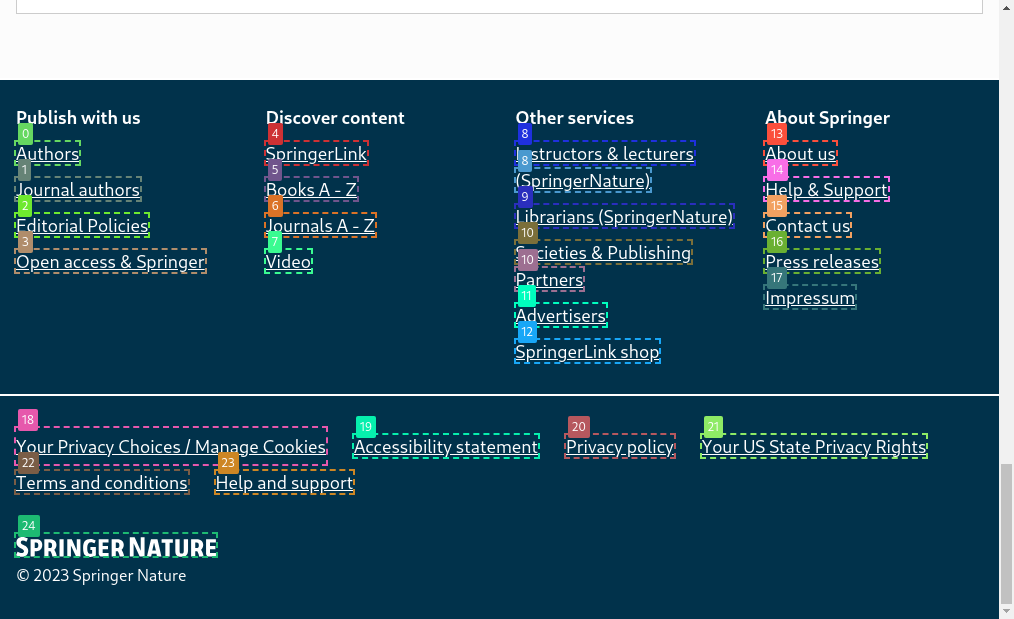 Publish with us
0
Authors
1
Journal authors
2
Editorial Policies
3
Open access & Springer
Discover content
4
SpringerLink
5
Books A - Z
6
Journals A - Z
7
Video
Other services
8
Instructors & lecturers
8
(SpringerNature)
9
Librarians (SpringerNature)
10
Societies & Publishing
10
Partners
11
Advertisers
12
SpringerLink shop
About Springer
13
About us
14
Help & Support
15
Contact us
16
Press releases
17
Impressum
18
Your Privacy Choices / Manage Cookies
19
Accessibility statement
20
Privacy policy
21
Your US State Privacy Rights
22
Terms and conditions
23
Help and support
24
SPRINGER NATURE
© 2023 Springer Nature